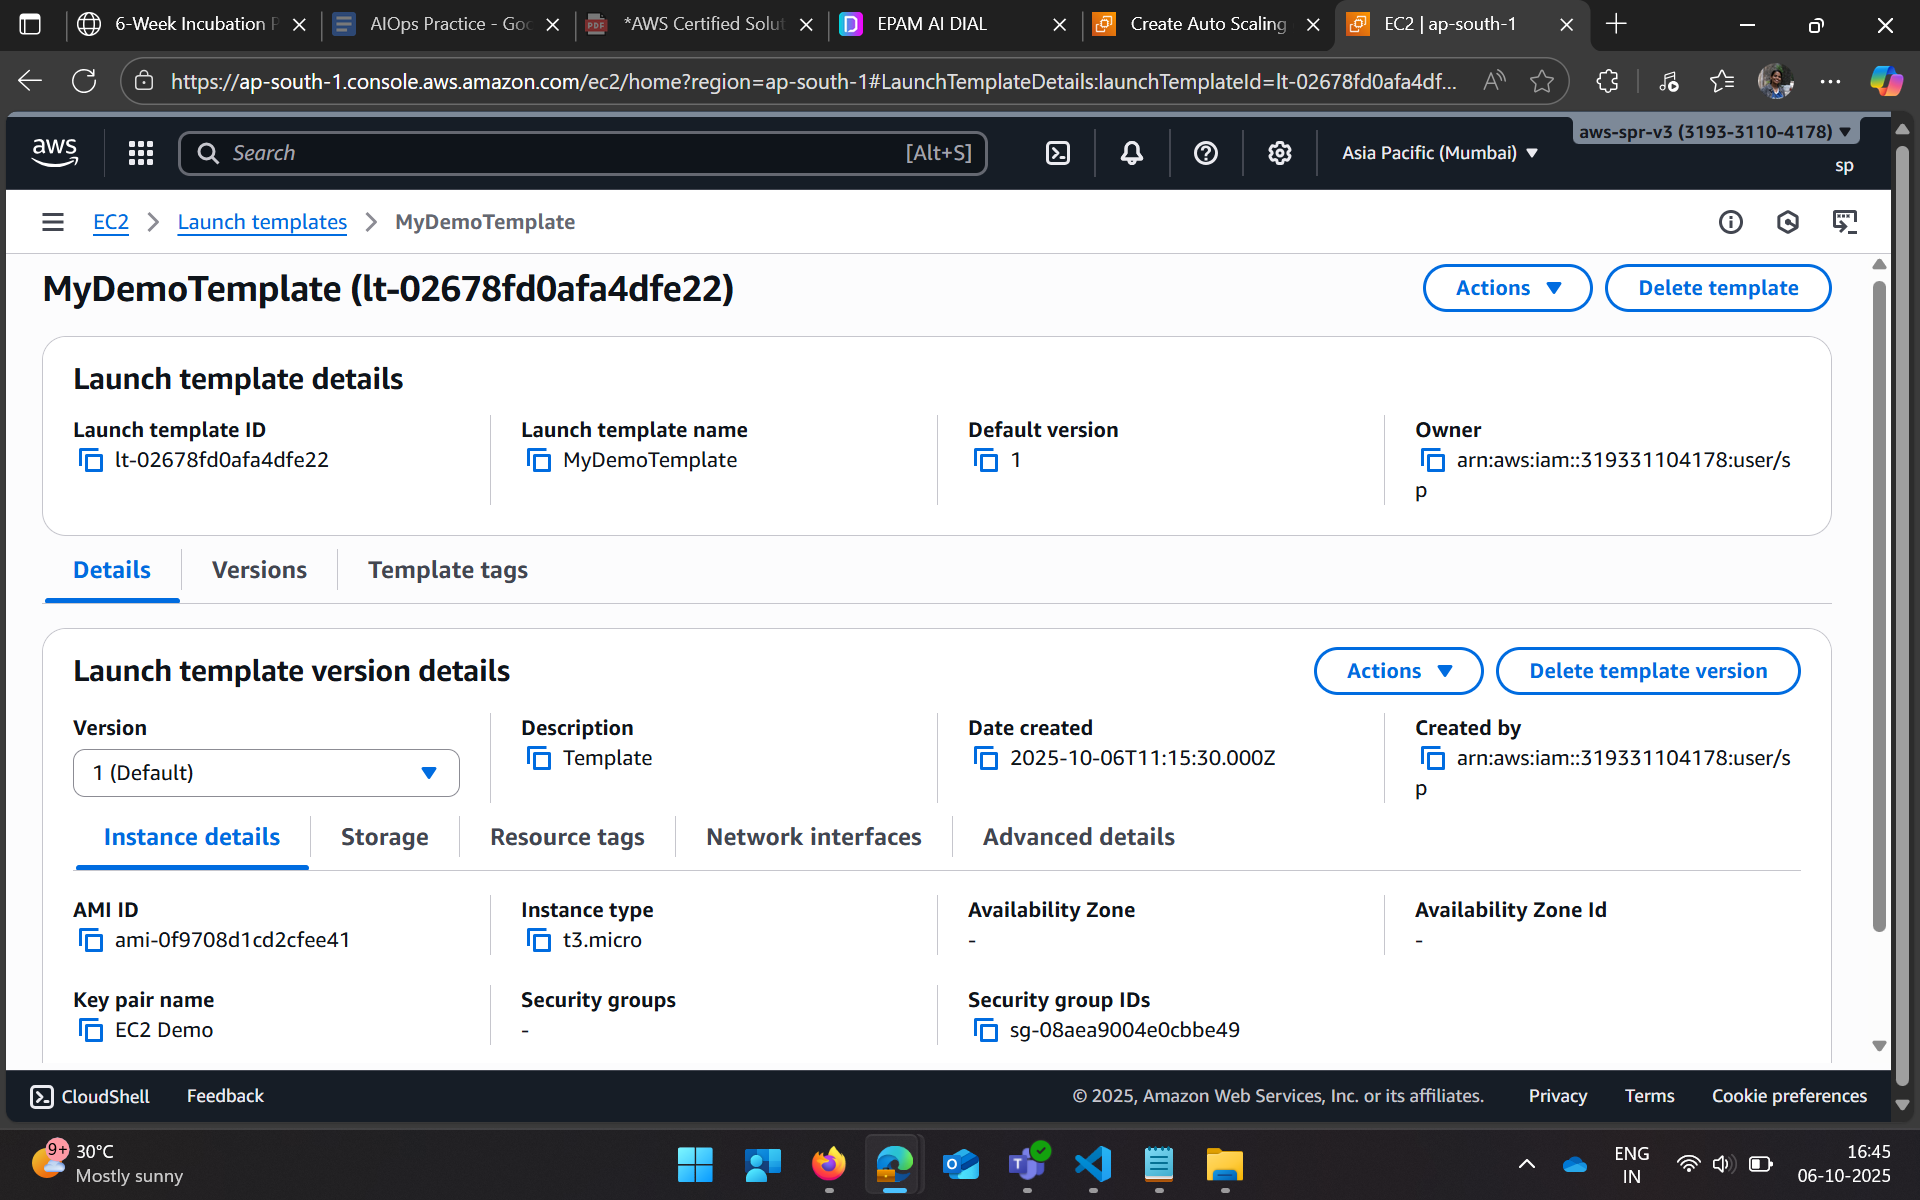 6-Week Incubation P
AIOps Practice - Goo
*AWS Certified Solut
EPAM AI DIAL
Create Auto Scaling
EC2 | ap-south-1
https://ap-south-1.console.aws.amazon.com/ec2/home?region=ap-south-1#LaunchTemplateDetails:launchTemplateId=lt-02678fd0afa4df...
aws
Search [Alt+S]
Asia Pacific (Mumbai)
aws-spr-v3 (3193-3110-4178)
sp
EC2 Launch templates MyDemoTemplate
MyDemoTemplate (lt-02678fd0afa4dfe22)
Actions
Delete template
Launch template details
Launch template ID
lt-02678fd0afa4dfe22
Launch template name
MyDemoTemplate
Default version
1
Owner
arn:aws:iam::319331104178:user/s
p
Details
Versions
Template tags
Launch template version details
Actions
Delete template version
Version
1 (Default)
Description
Template
Date created
2025-10-06T11:15:30.000Z
Created by
arn:aws:iam::319331104178:user/s
p
Instance details
Storage
Resource tags
Network interfaces
Advanced details
AMI ID
ami-0f9708d1cd2cfee41
Instance type
t3.micro
Availability Zone
-
Availability Zone Id
-
Key pair name
EC2 Demo
Security groups
-
Security group IDs
sg-08aea9004e0cbbe49
CloudShell
Feedback
© 2025, Amazon Web Services, Inc. or its affiliates.
Privacy
Terms
Cookie preferences
9+
30°C
Mostly sunny
ENG
IN
16:45
06-10-2025